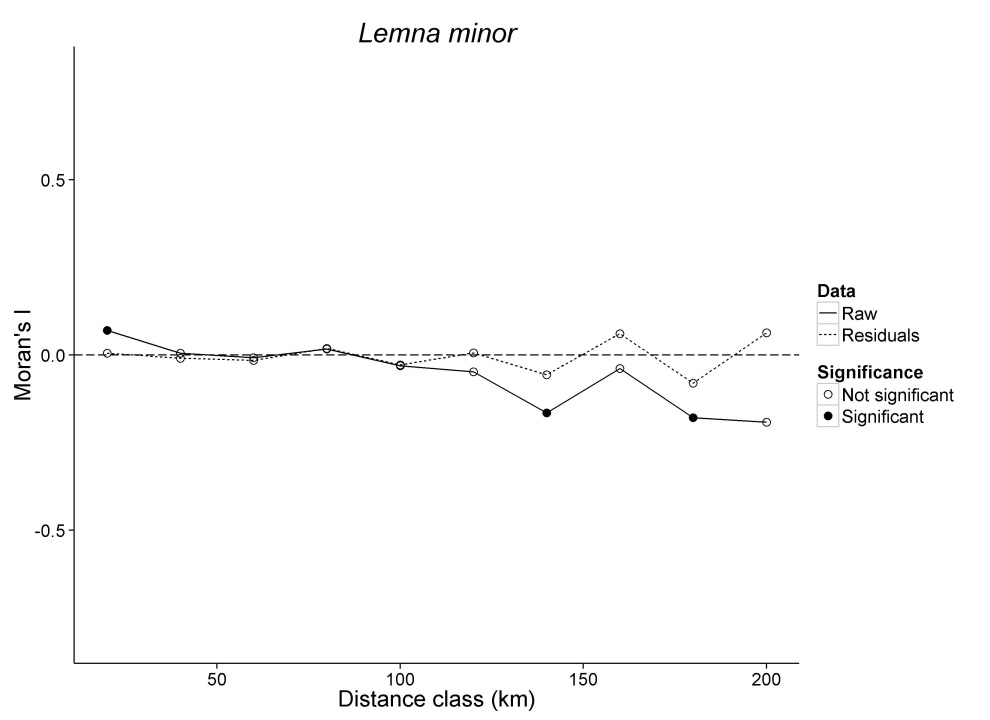 Lemna minor
Moran's I
0.5
0.0
-0.5
50
100
150
200
Distance class (km)
Data
Raw
Residuals
Significance
Not significant
Significant